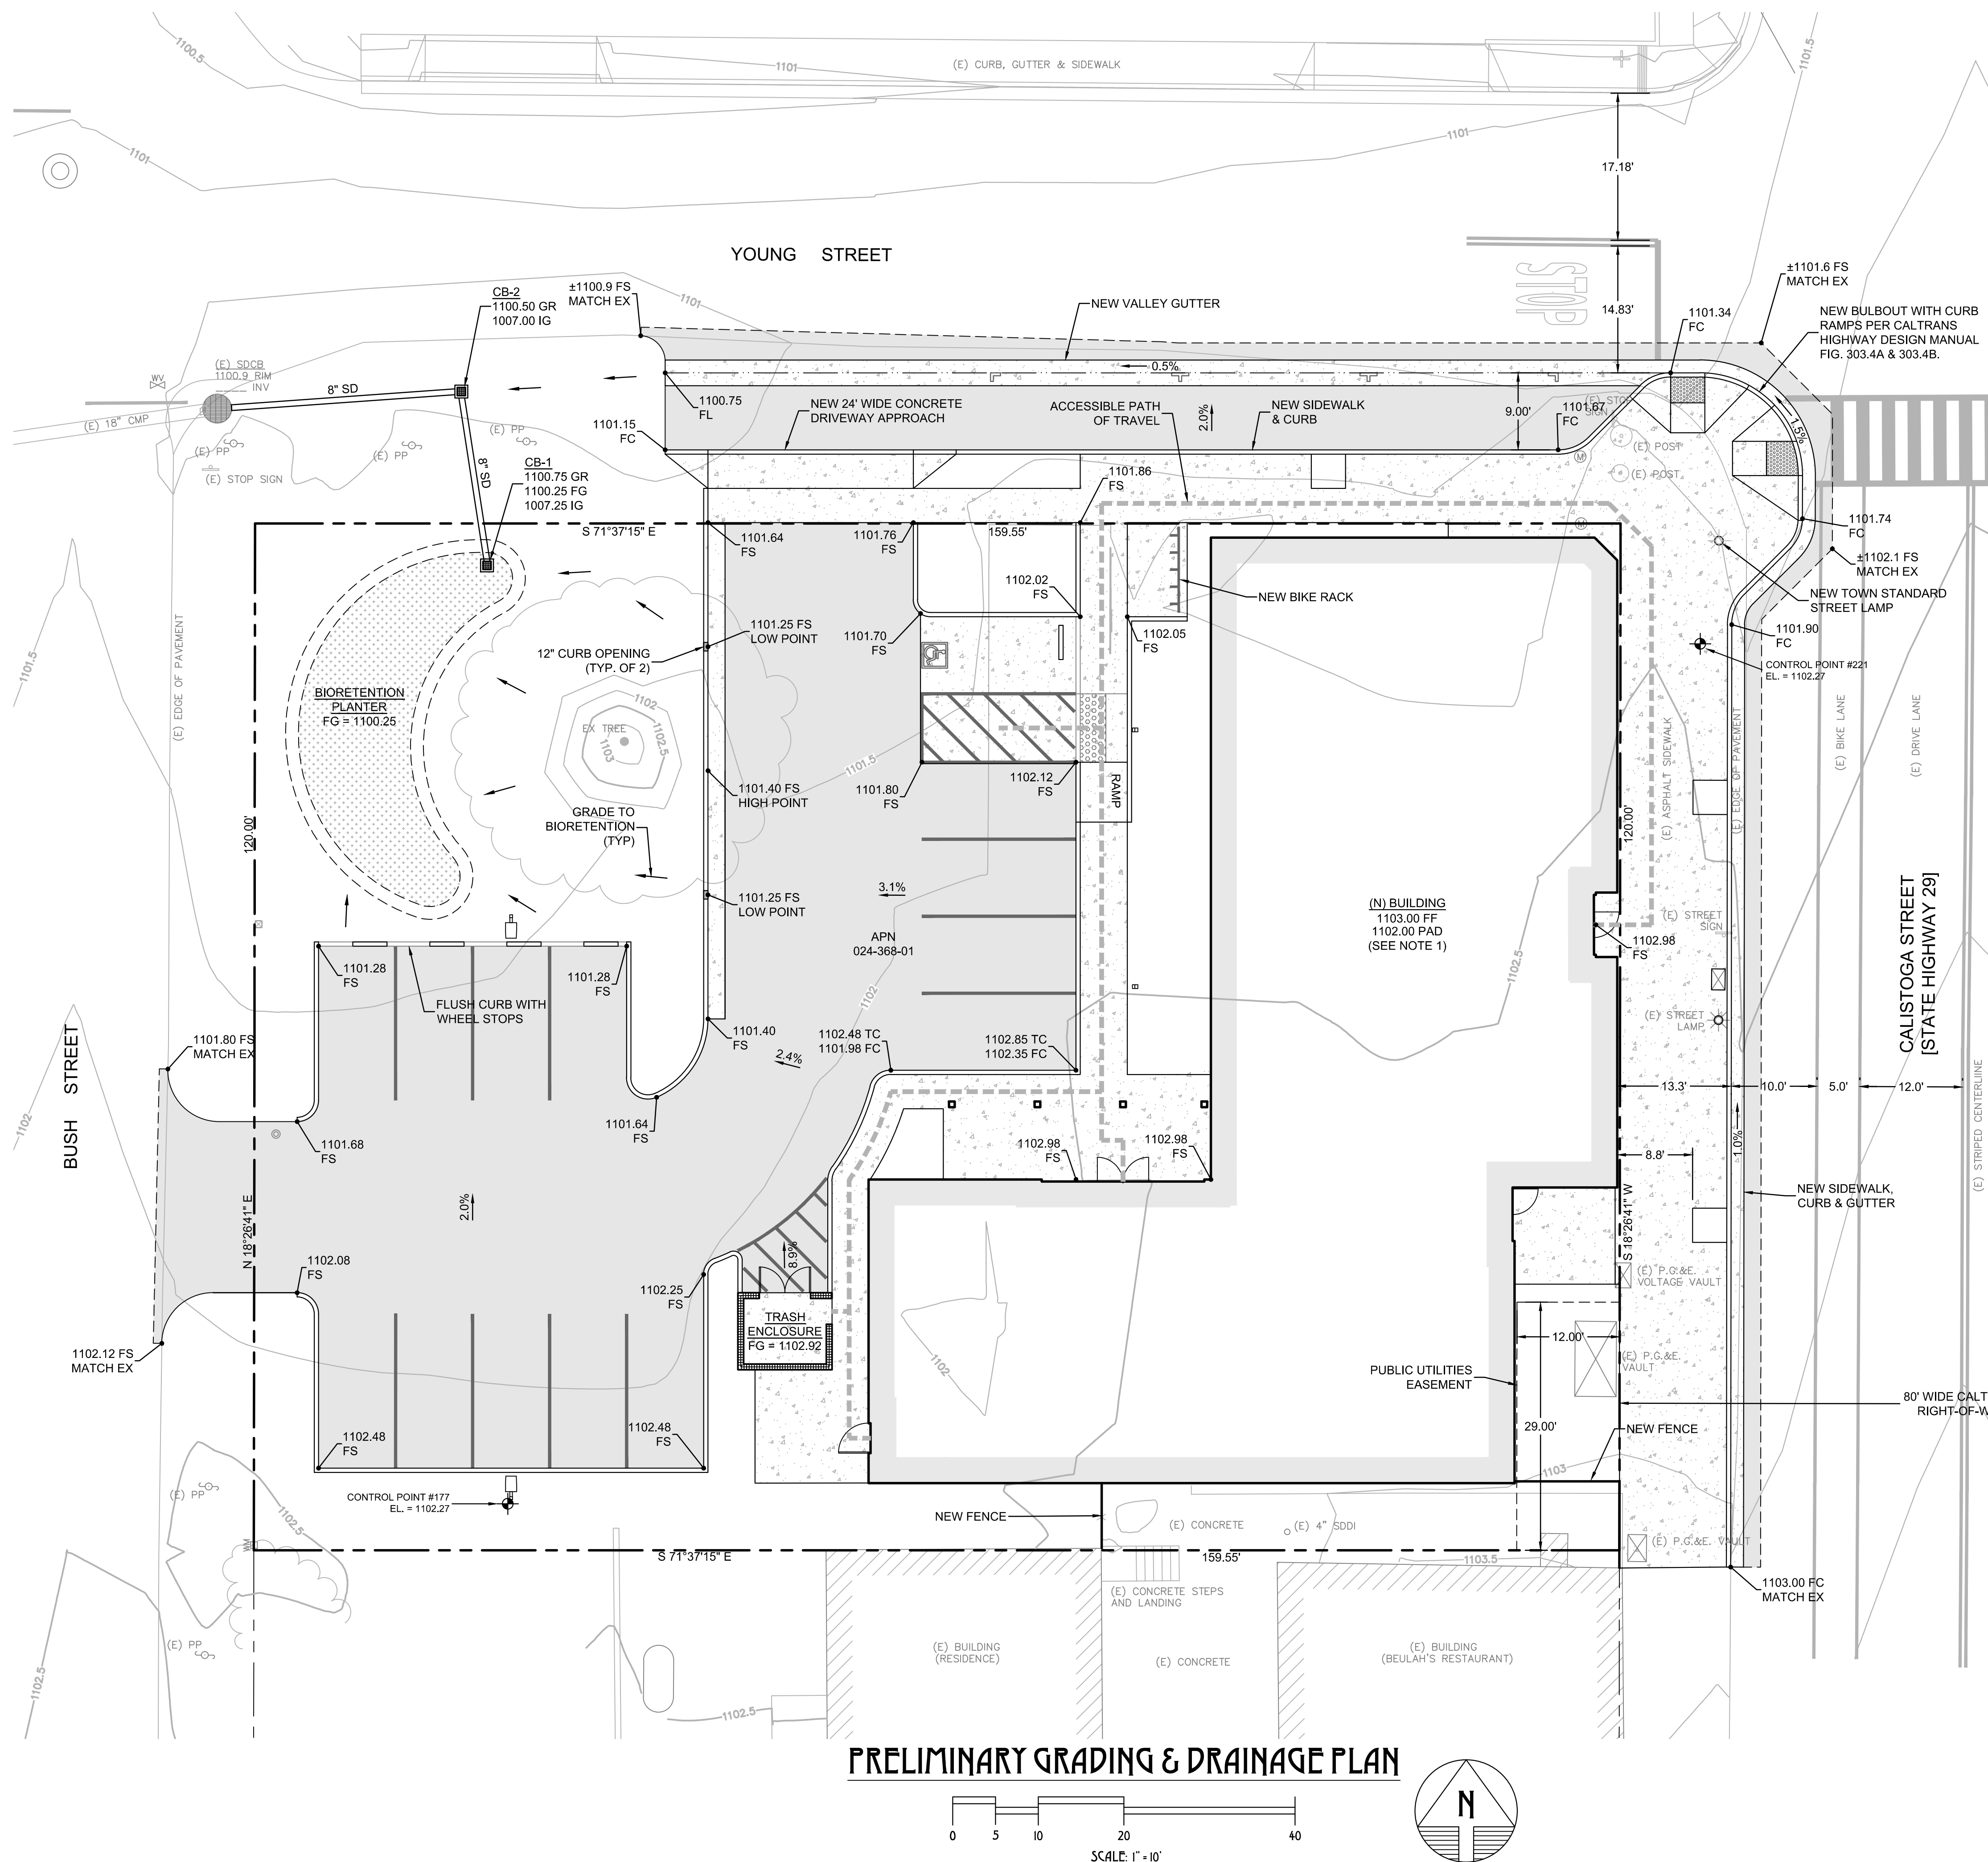 1100.5
1101
(E) CURB, GUTTER & SIDEWALK
1101.5
1101
1101
17.18'
YOUNG STREET
STOP
14.83'
±1101.6 FS
MATCH EX
±1100.9 FS
MATCH EX
1101
CB-2
1100.50 GR
1007.00 IG
NEW VALLEY GUTTER
1101.34
FC
NEW BULBOUT WITH CURB
RAMPS PER CALTRANS
HIGHWAY DESIGN MANUAL
FIG. 303.4A & 303.4B.
(E) SDCB
1100.9 RIM
INV
WV
8" SD
(E) 18" CMP
0.5%
1100.75
FL
NEW 24' WIDE CONCRETE
DRIVEWAY APPROACH
ACCESSIBLE PATH
OF TRAVEL
2.0%
NEW SIDEWALK
& CURB
9.00'
(E) STOP
SIGN
1101.67
FC
1.5%
1101.15
FC
(E) PP
(E) PP
(E) PP
(E) STOP SIGN
8" SD
CB-1
1100.75 GR
1100.25 FG
1007.25 IG
M
(E) POST
(E) POST
1101.86
FS
S 71°37'15" E
159.55'
M
1101.64
FS
1101.76
FS
1101.74
FC
±1102.1 FS
MATCH EX
1102.02
FS
NEW BIKE RACK
NEW TOWN STANDARD
STREET LAMP
1101.5
(E) EDGE OF PAVEMENT
1101.25 FS
LOW POINT
12" CURB OPENING
(TYP. OF 2)
1101.70
FS
1102.05
FS
1101.90
FC
CONTROL POINT #221
EL. = 1102.27
BIORETENTION
PLANTER
FG = 1100.25
1102
1102.5
EX TREE
1103
1101.5
(E) ASPHALT SIDEWALK
(E) EDGE OF PAVEMENT
(E) BIKE LANE
(E) DRIVE LANE
1101.40 FS
HIGH POINT
1101.80
FS
1102.12
FS
RAMP
GRADE TO
BIORETENTION
(TYP)
120.00'
120.00'
3.1%
1101.25 FS
LOW POINT
APN
024-368-01
(N) BUILDING
1103.00 FF
1102.00 PAD
(SEE NOTE 1)
(E) STREET
SIGN
1102.98
FS
CALISTOGA STREET
[STATE HIGHWAY 29]
1102.5
1101.28
FS
1101.28
FS
1102
FLUSH CURB WITH
WHEEL STOPS
(E) STREET
LAMP
BUSH STREET
1101.80 FS
MATCH EX
1101.40
FS
1102.48 TC
1101.98 FC
1102.85 TC
1102.35 FC
2.4%
13.3'
10.0'
5.0'
12.0'
1102
1101.64
FS
1101.68
FS
1102.98
FS
1102.98
FS
1.0%
8.8'
(E) STRIPED CENTERLINE
N 18°26'41" E
2.0%
S 18°26'41" W
NEW SIDEWALK,
CURB & GUTTER
1102.08
FS
8.9%
1102.25
FS
(E) P.G.&E.
VOLTAGE VAULT
TRASH
ENCLOSURE
FG = 1102.92
12.00'
1102.12 FS
MATCH EX
1102
(E) P.G.&E.
VAULT
PUBLIC UTILITIES
EASEMENT
80' WIDE CALT
RIGHT-OF-W
29.00'
NEW FENCE
1102.48
FS
1102.48
FS
1103
(E) PP
CONTROL POINT #177
EL. = 1102.27
1102.5
NEW FENCE
(E) CONCRETE
(E) 4" SDDI
WM
(E) P.G.&E. VAULT
S 71°37'15" E
159.55'
1103.5
1103.00 FC
MATCH EX
(E) CONCRETE STEPS
AND LANDING
(E) PP
(E) BUILDING
(RESIDENCE)
(E) CONCRETE
(E) BUILDING
(BEULAH'S RESTAURANT)
1102.5
1102.5
PRELIMINARY GRADING & DRAINAGE PLAN
0 5 10 20 40
SCALE: 1" = 10'
N